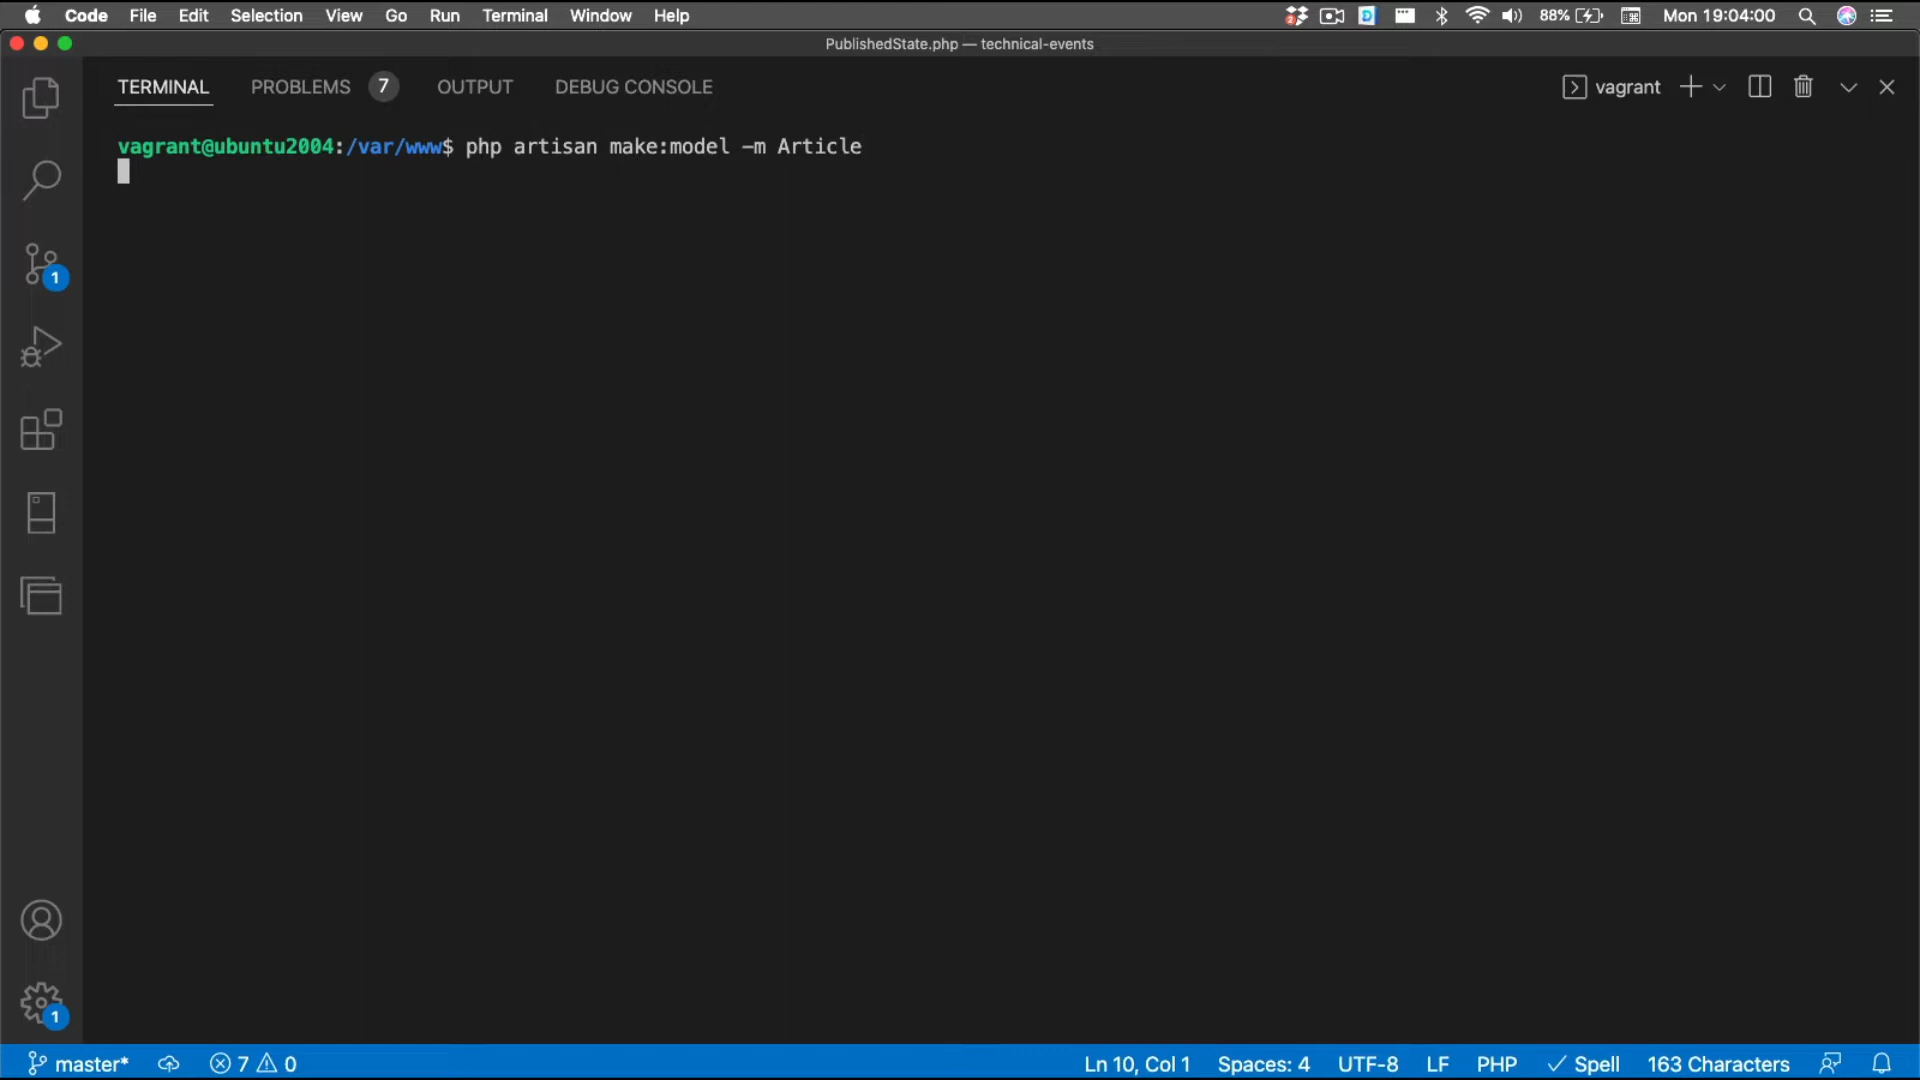 Code File Edit Selection View Go Run Terminal Window Help 88% Mon 19:04:00
PublishedState.php — technical-events
TERMINAL PROBLEMS 7 OUTPUT DEBUG CONSOLE vagrant
vagrant@ubuntu2004:/var/www$ php artisan make:model -m Article
1
1
master* 7 0 Ln 10, Col 1 Spaces: 4 UTF-8 LF PHP Spell 163 Characters